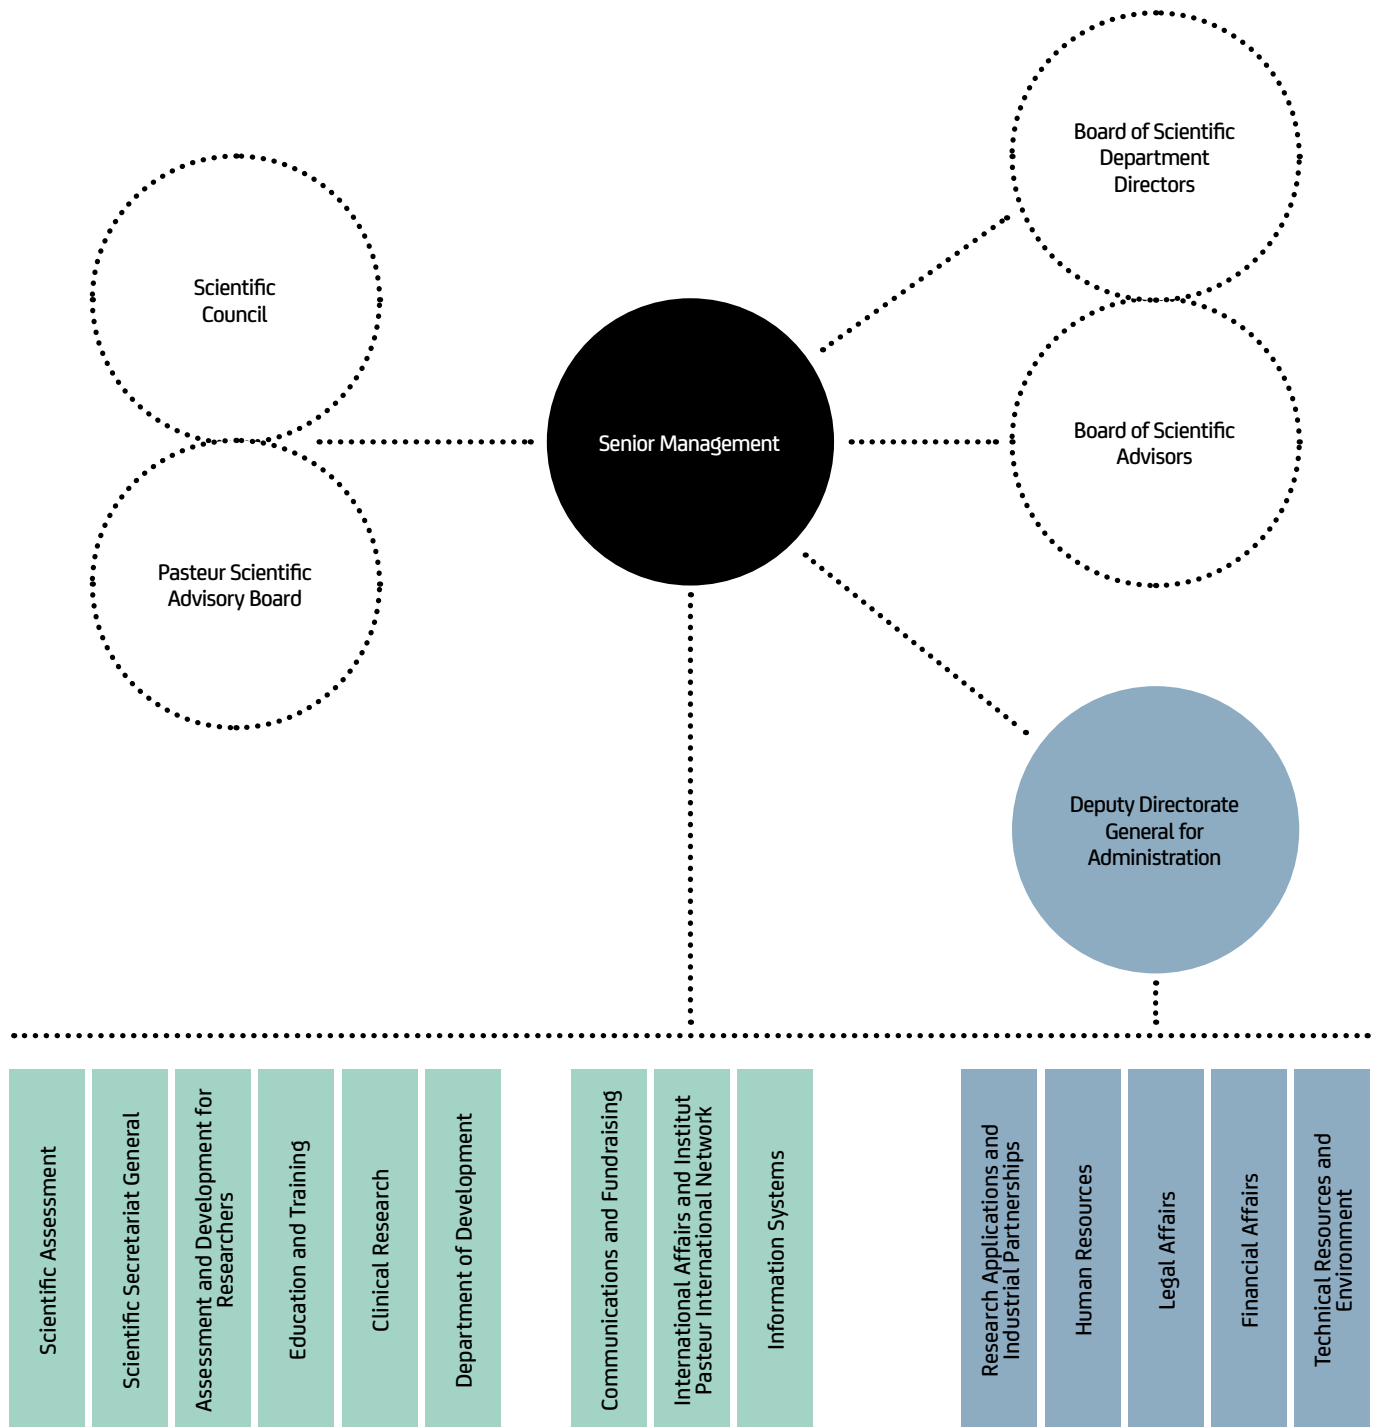 Board of Scientific
Department
Directors
Scientific
Council
Senior Management
Board of Scientific
Advisors
Pasteur Scientific
Advisory Board
Deputy Directorate
General for
Administration
Scientific Assessment
Scientific Secretariat General
Assessment and Development for
Researchers
Education and Training
Clinical Research
Department of Development
Communications and Fundraising
International Affairs and Institut
Pasteur International Network
Information Systems
Research Applications and
Industrial Partnerships
Human Resources
Legal Affairs
Financial Affairs
Technical Resources and
Environment